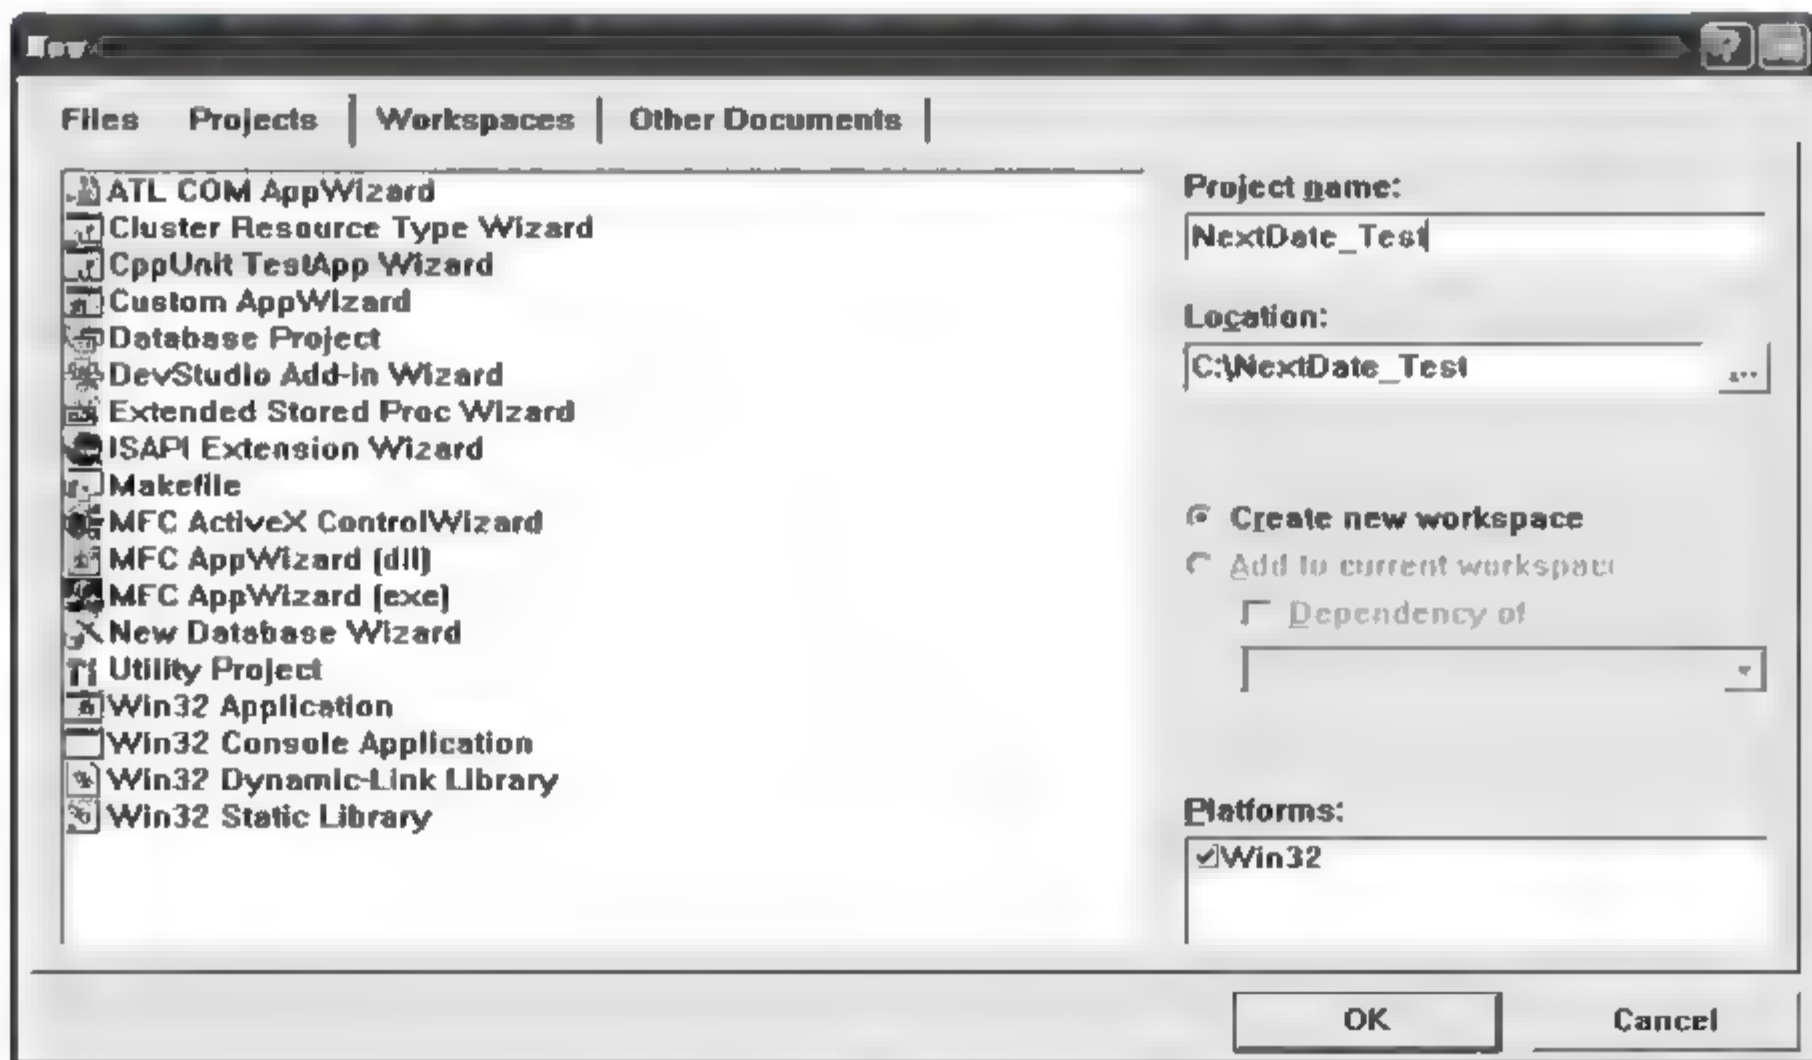 New
Files Projects Workspaces Other Documents
ATL COM AppWizard
Cluster Resource Type Wizard
CppUnit TestApp Wizard
Custom AppWizard
Database Project
DevStudio Add-in Wizard
Extended Stored Proc Wizard
ISAPI Extension Wizard
Makefile
MFC ActiveX ControlWizard
MFC AppWizard (dll)
MFC AppWizard (exe)
New Database Wizard
Utility Project
Win32 Application
Win32 Console Application
Win32 Dynamic-Link Library
Win32 Static Library
Project name:
NextDate_Test
Location:
C:\NextDate_Test
...
Create new workspace
Add to current workspace
Dependency of
Platforms:
Win32
OK Cancel